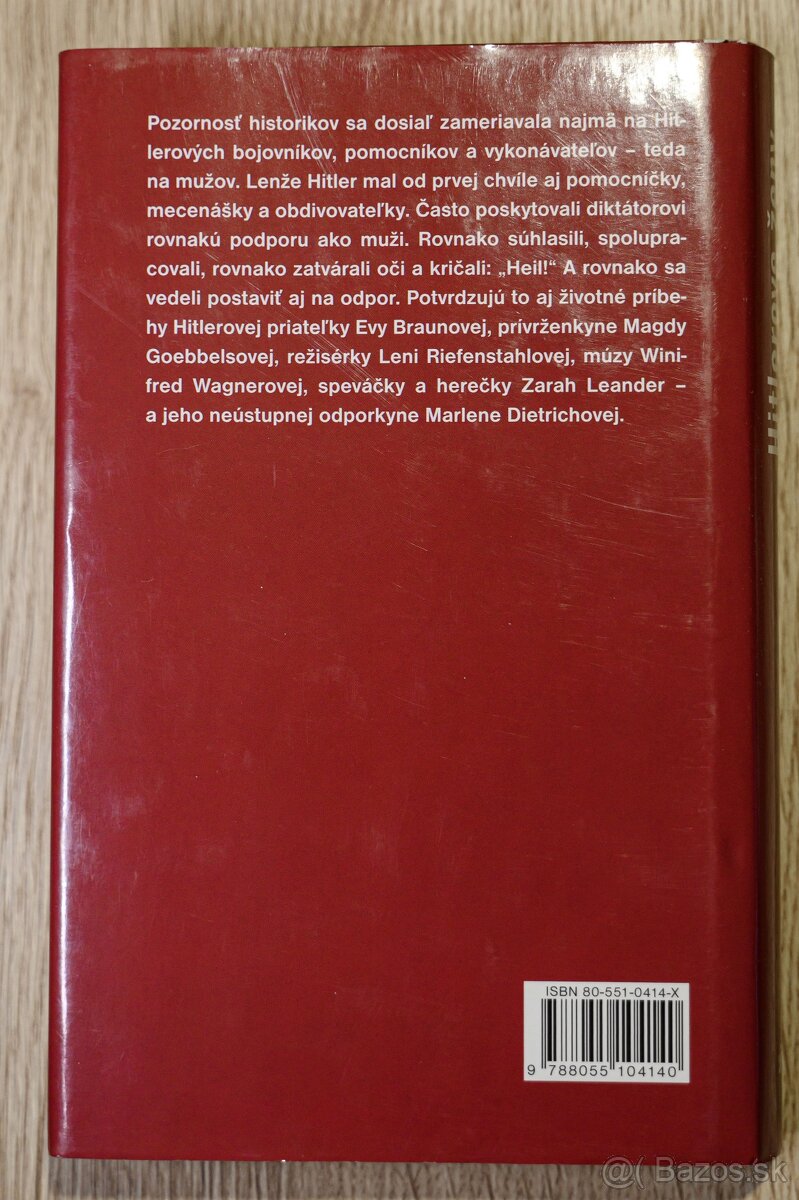 Pozornosť historikov sa dosiaľ zameriavala najmä na Hit-
lerových bojovníkov, pomocníkov a vykonávateľov – teda
na mužov. Lenže Hitler mal od prvej chvíle aj pomocníčky,
mecenášky a obdivovateľky. Často poskytovali diktátorovi
rovnakú podporu ako muži. Rovnako súhlasili, spolupra-
covali, rovnako zatvárali oči a kričali: „Heil!“ A rovnako sa
vedeli postaviť aj na odpor. Potvrdzujú to aj životné príbe-
hy Hitlerovej priateľky Evy Braunovej, prívrženkyne Magdy
Goebbelsovej, režisérky Leni Riefenstahlovej, múzy Wini-
fred Wagnerovej, speváčky a herečky Zarah Leander –
a jeho neústupnej odporkyne Marlene Dietrichovej.
Hitlerove ženy
ISBN 80-551-0414-X
9 788055 104140
@( Bazos.sk